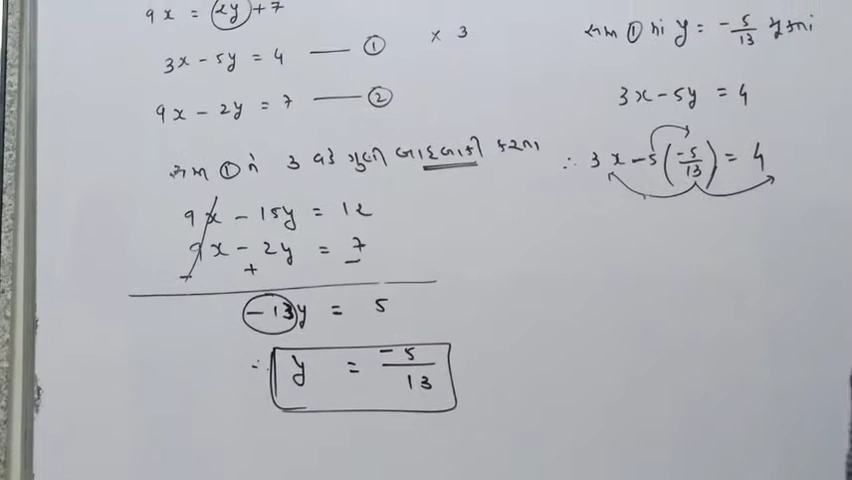 9x = 2y + 7
3x - 5y = 4 —— ① × 3
9x - 2y = 7 —— ②
સમ ① ને 3 વડે ગુણી બાદબાકી કરતા
9x - 15y = 12
9x - 2y = 7
- + -
-13y = 5
∴ y = -5/13
સમ ① ની y = -5/13
3x - 5y = 4
∴ 3x - 5(-5/13) = 4